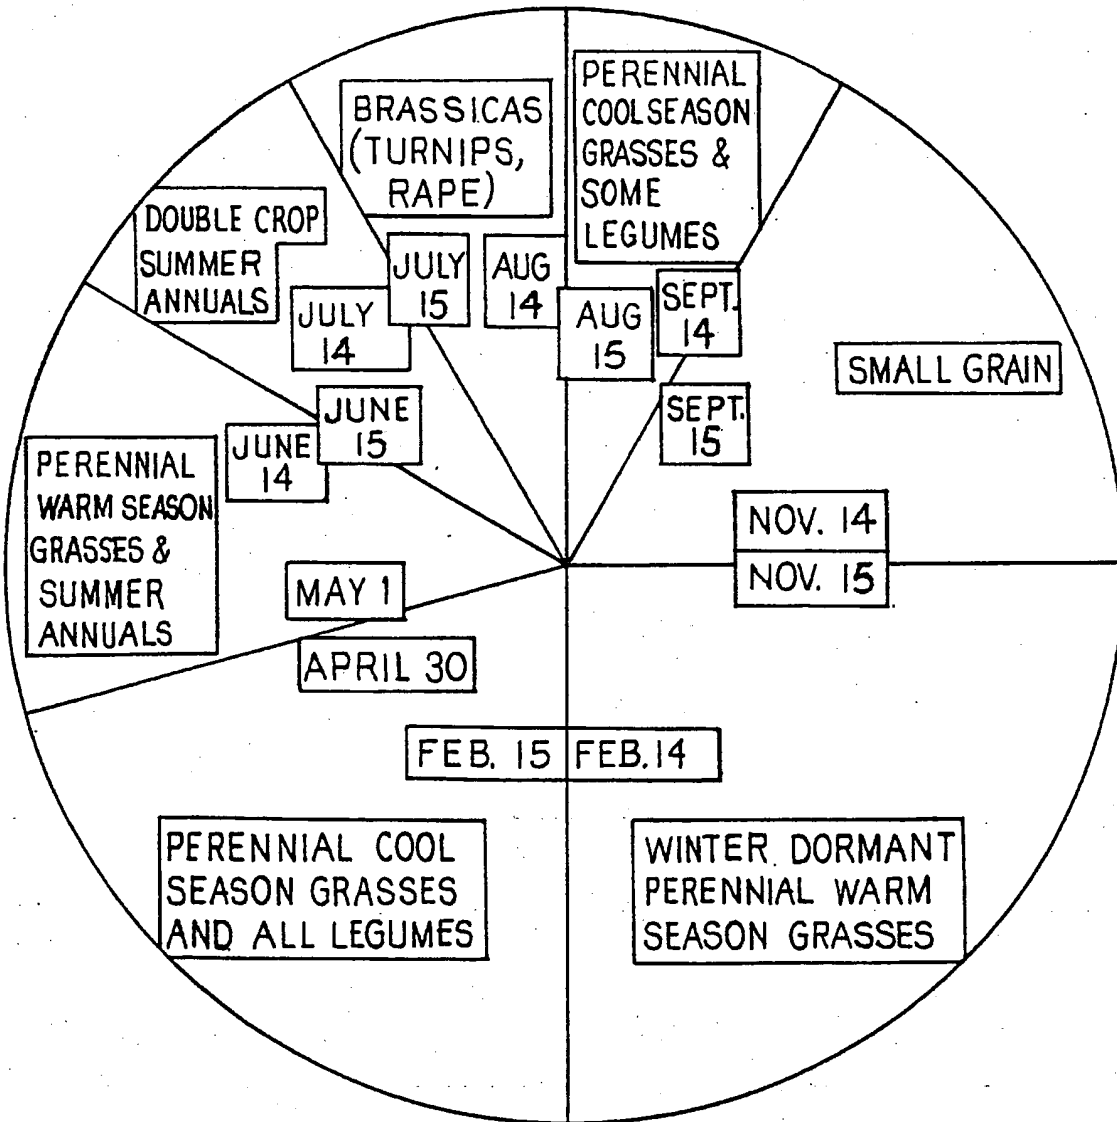 BRASSICAS
(TURNIPS,
RAPE)
PERENNIAL
COOL SEASON
GRASSES &
SOME
LEGUMES
DOUBLE CROP
SUMMER
ANNUALS
JULY
15
AUG
14
JULY
14
AUG
15
SEPT.
14
SMALL GRAIN
JUNE
15
SEPT.
15
JUNE
14
PERENNIAL
WARM SEASON
GRASSES &
SUMMER
ANNUALS
NOV. 14
NOV. 15
MAY 1
APRIL 30
FEB. 15
FEB. 14
PERENNIAL COOL
SEASON GRASSES
AND ALL LEGUMES
WINTER DORMANT
PERENNIAL WARM
SEASON GRASSES